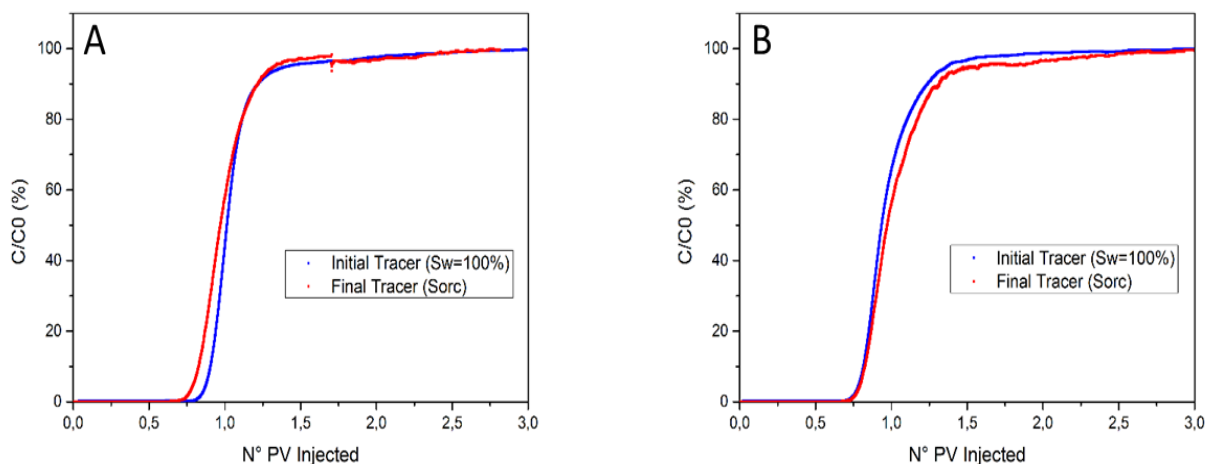 A
C/C0 (%)
100
80
60
40
20
0
Initial Tracer (Sw=100%)
Final Tracer (Sorc)
0,0 0,5 1,0 1,5 2,0 2,5 3,0
N° PV Injected
B
C/C0 (%)
100
80
60
40
20
0
Initial Tracer (Sw=100%)
Final Tracer (Sorc)
0,0 0,5 1,0 1,5 2,0 2,5 3,0
N° PV Injected